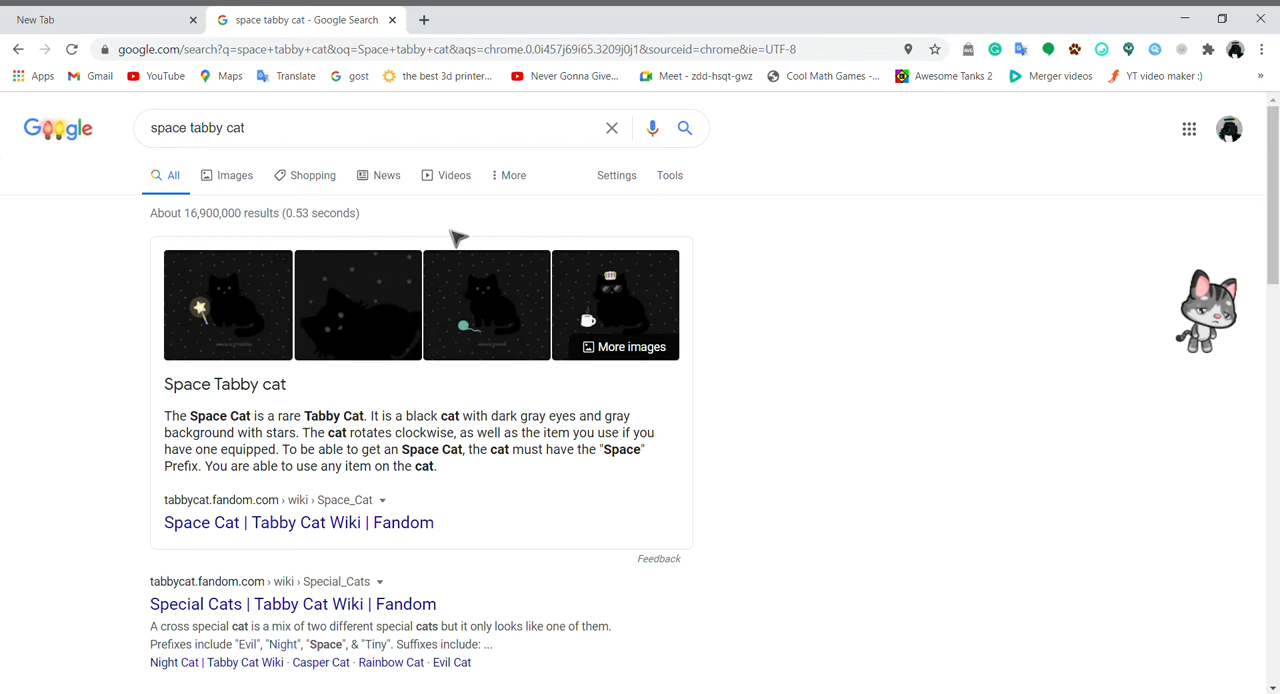 New Tab
space tabby cat - Google Search
google.com/search?q=space+tabby+cat&oq=Space+tabby+cat&aqs=chrome.0.0i457j69i65.3209j0j1&sourceid=chrome&ie=UTF-8
Apps Gmail YouTube Maps Translate gost the best 3d printer... Never Gonna Give... Meet - zdd-hsqt-gwz Cool Math Games -... Awesome Tanks 2 Merger videos YT video maker :) »
Google
space tabby cat
All Images Shopping News Videos More Settings Tools
About 16,900,000 results (0.53 seconds)
More images
Space Tabby cat
The Space Cat is a rare Tabby Cat. It is a black cat with dark gray eyes and gray
background with stars. The cat rotates clockwise, as well as the item you use if you
have one equipped. To be able to get an Space Cat, the cat must have the "Space"
Prefix. You are able to use any item on the cat.
tabbycat.fandom.com › wiki › Space_Cat
Space Cat | Tabby Cat Wiki | Fandom
Feedback
tabbycat.fandom.com › wiki › Special_Cats
Special Cats | Tabby Cat Wiki | Fandom
A cross special cat is a mix of two different special cats but it only looks like one of them.
Prefixes include "Evil", "Night", "Space", & "Tiny". Suffixes include: ...
Night Cat | Tabby Cat Wiki · Casper Cat · Rainbow Cat · Evil Cat